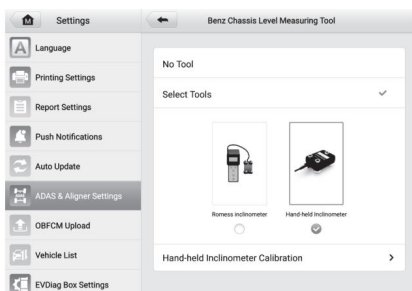 M
Settings
Benz Chassis Level Measuring Tool
A
Language
Printing Settings
Report Settings
Push Notifications
Auto Update
ADAS & Aligner Settings
OBFCM Upload
Vehicle List
EVDiag Box Settings
No Tool
Select Tools
Romess inclinometer
Hand-held Inclinometer
Hand-held Inclinometer Calibration